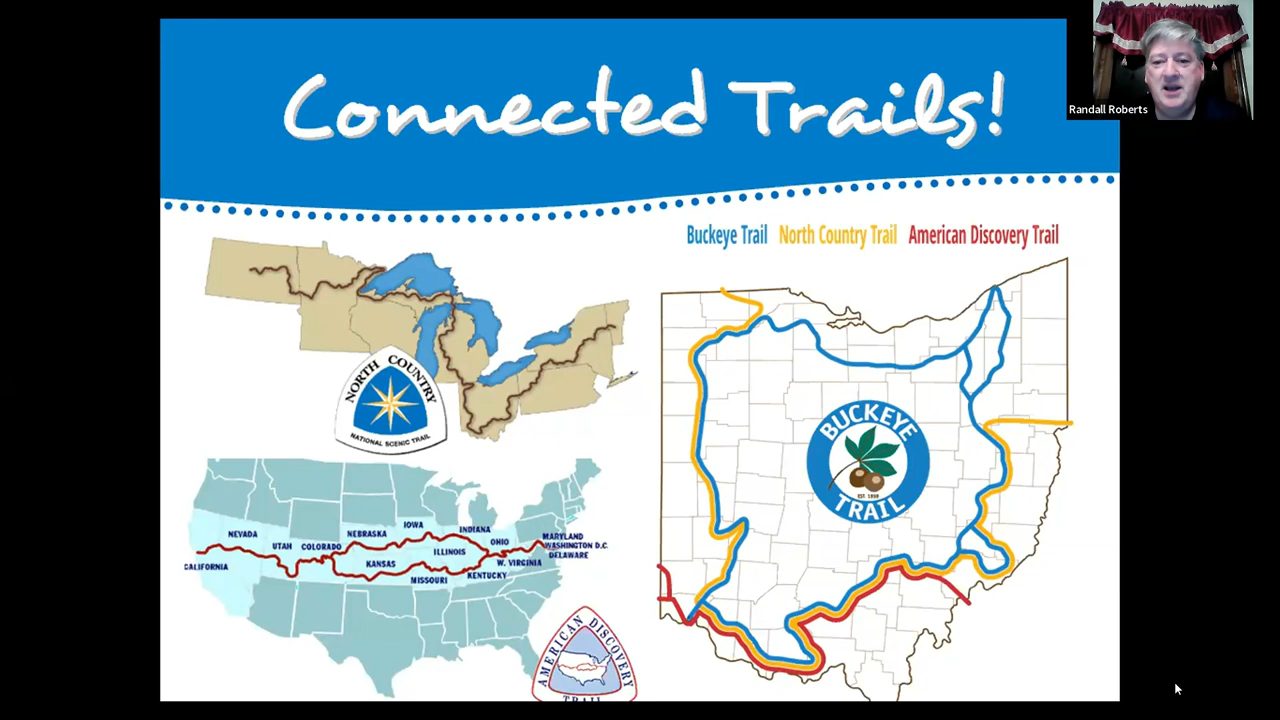 Connected Trails!
Randall Roberts
Buckeye Trail North Country Trail American Discovery Trail
NORTH COUNTRY
NATIONAL SCENIC TRAIL
BUCKEYE
EST. 1959
TRAIL
NEVADA
UTAH
COLORADO
NEBRASKA
IOWA
INDIANA
OHIO
MARYLAND
WASHINGTON D.C.
DELAWARE
CALIFORNIA
KANSAS
ILLINOIS
MISSOURI
KENTUCKY
W. VIRGINIA
AMERICAN DISCOVERY
TRAIL